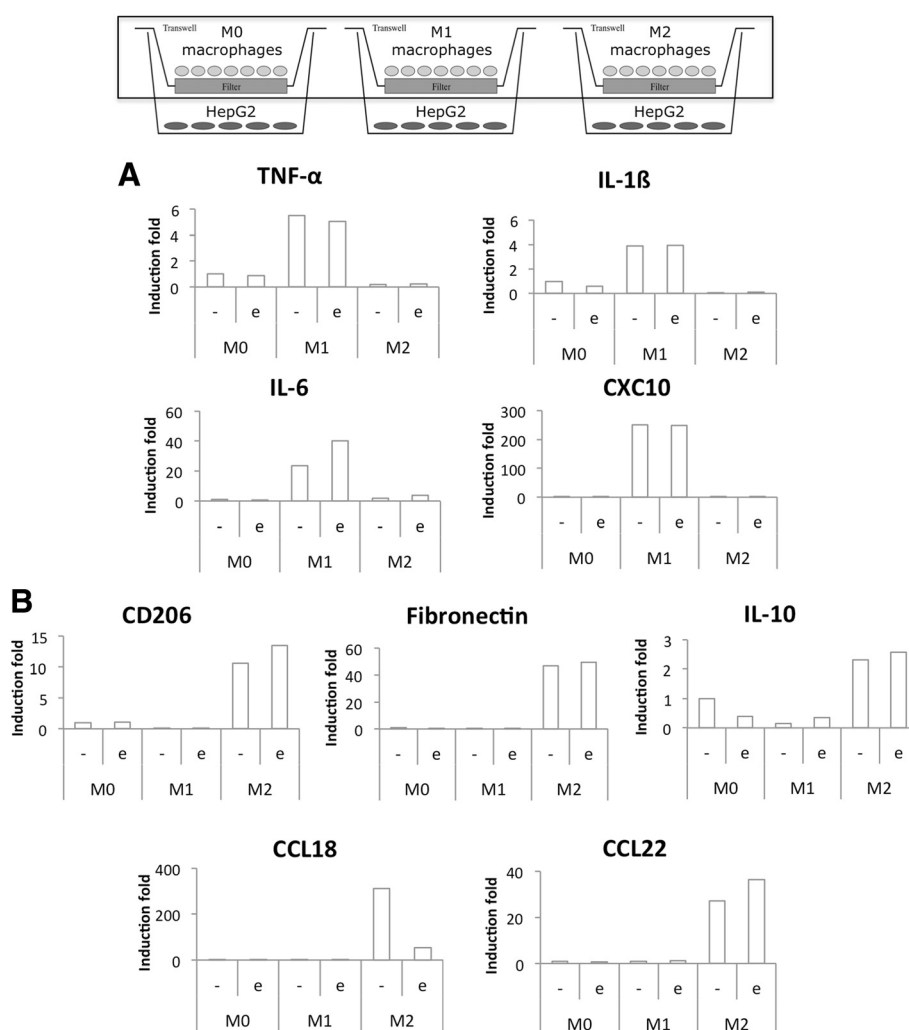 Transwell M0 macrophages
Filter
HepG2
Transwell M1 macrophages
Filter
HepG2
Transwell M2 macrophages
Filter
HepG2
A
TNF-α
Induction fold
6
4
2
0
- e - e - e
M0 M1 M2
IL-1ß
Induction fold
6
4
2
0
- e - e - e
M0 M1 M2
IL-6
Induction fold
60
40
20
0
- e - e - e
M0 M1 M2
CXC10
Induction fold
300
200
100
0
- e - e - e
M0 M1 M2
B
CD206
Induction fold
15
10
5
0
- e - e - e
M0 M1 M2
Fibronectin
Induction fold
60
40
20
0
- e - e - e
M0 M1 M2
IL-10
Induction fold
3
2
1
0
- e - e - e
M0 M1 M2
CCL18
Induction fold
400
200
0
- e - e - e
M0 M1 M2
CCL22
Induction fold
40
20
0
- e - e - e
M0 M1 M2